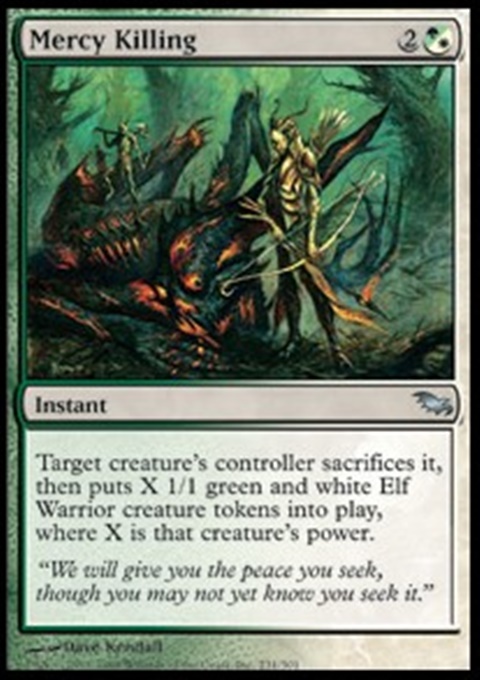 Mercy Killing 2
Instant
Target creature's controller sacrifices it,
then puts X 1/1 green and white Elf
Warrior creature tokens into play,
where X is that creature's power.
"We will give you the peace you seek,
though you may not yet know you seek it."
Dave Kendall